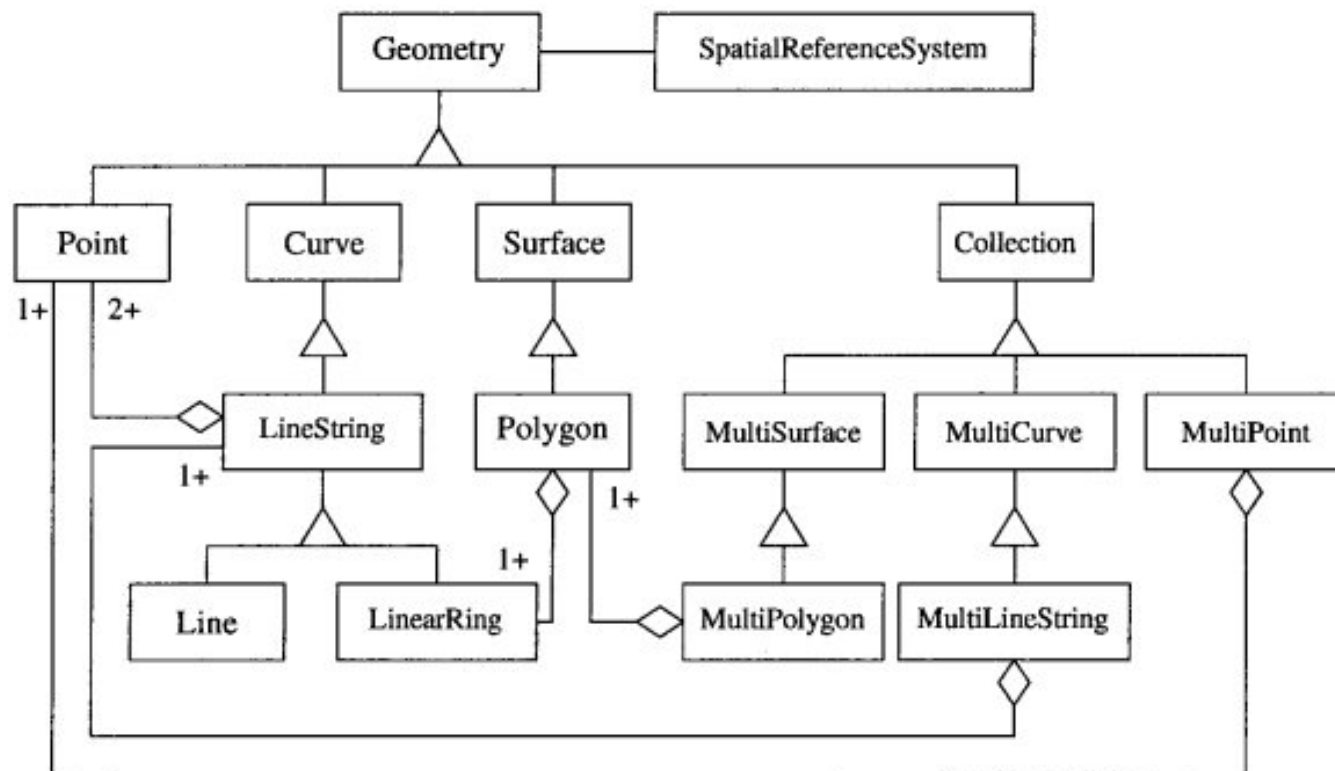 Geometry SpatialReferenceSystem
Point Curve Surface Collection
1+ 2+
LineString Polygon MultiSurface MultiCurve MultiPoint
1+ 1+
1+
Line LinearRing MultiPolygon MultiLineString